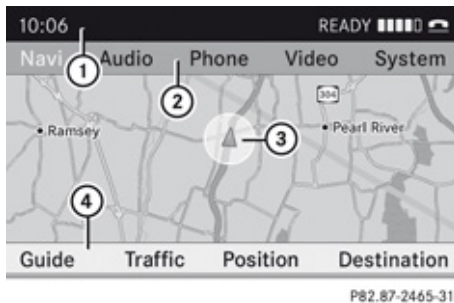 10:06 READY
Navi Audio Phone Video System
1
2
304
Ramsey
3
Pearl River
4
Guide Traffic Position Destination
P82.87-2465-31